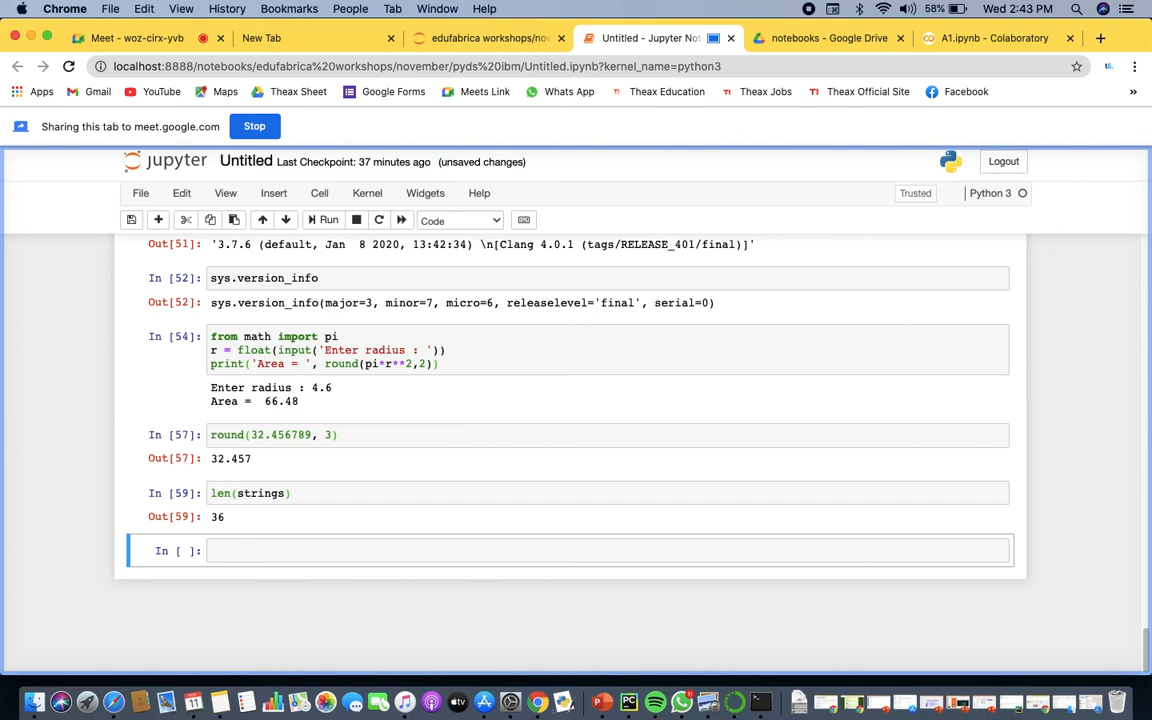 Chrome File Edit View History Bookmarks People Tab Window Help 58% Wed 2:43 PM
Meet - woz-cirx-yvb New Tab edufabrica workshops/nov Untitled - Jupyter Not notebooks - Google Drive A1.ipynb - Colaboratory
localhost:8888/notebooks/edufabrica%20workshops/november/pyds%20ibm/Untitled.ipynb?kernel_name=python3
Apps Gmail YouTube Maps Theax Sheet Google Forms Meets Link Whats App Theax Education Theax Jobs Theax Official Site Facebook »
Sharing this tab to meet.google.com Stop
jupyter Untitled Last Checkpoint: 37 minutes ago (unsaved changes) Logout
File Edit View Insert Cell Kernel Widgets Help Trusted Python 3
Run Code
Out[51]: '3.7.6 (default, Jan  8 2020, 13:42:34) \n[Clang 4.0.1 (tags/RELEASE_401/final)]'
In [52]: sys.version_info
Out[52]: sys.version_info(major=3, minor=7, micro=6, releaselevel='final', serial=0)
In [54]: from math import pi
r = float(input('Enter radius : '))
print('Area = ', round(pi*r**2,2))
Enter radius : 4.6
Area =  66.48
In [57]: round(32.456789, 3)
Out[57]: 32.457
In [59]: len(strings)
Out[59]: 36
In [ ]: